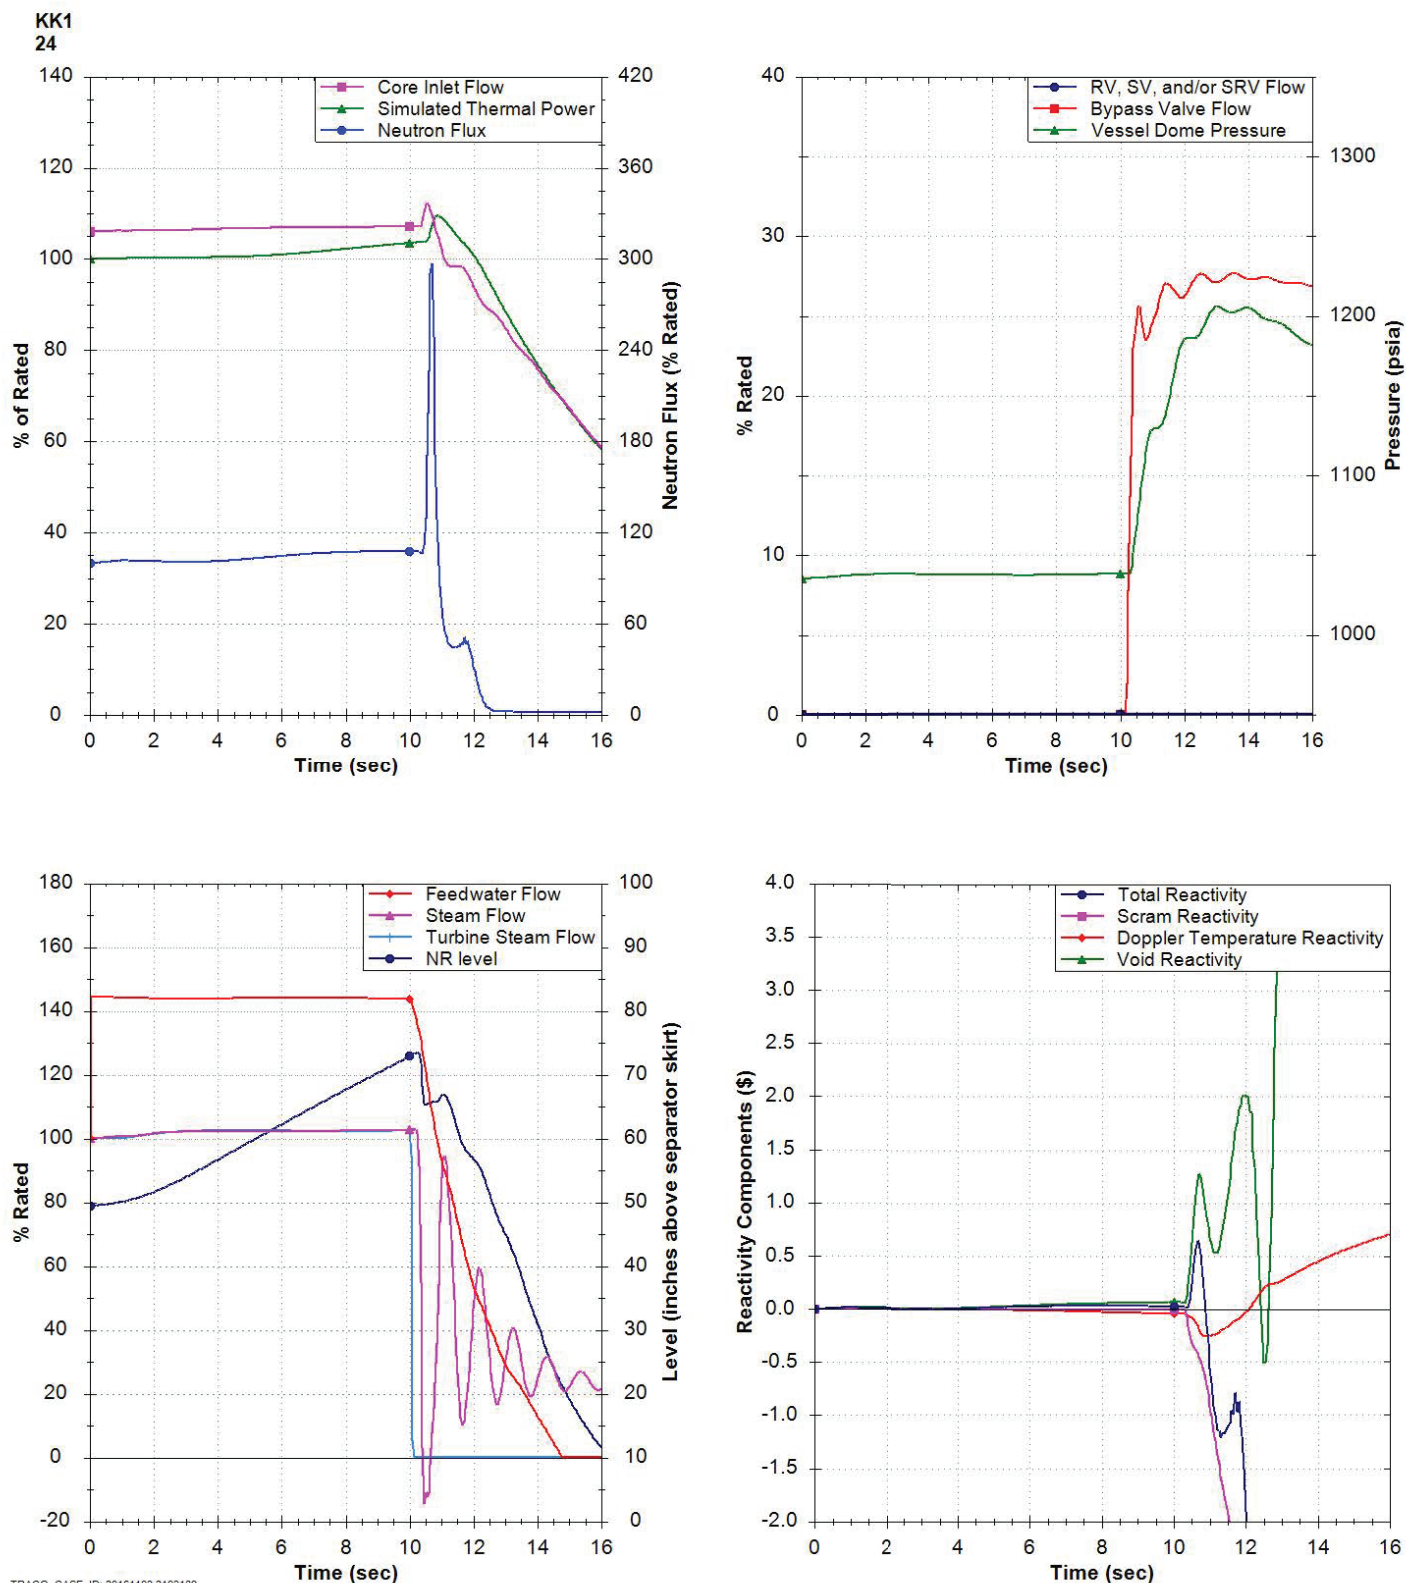 KK1
24
140
120
100
80
60
40
20
0
% of Rated
Core Inlet Flow
Simulated Thermal Power
Neutron Flux
420
360
300
240
180
120
60
0
Neutron Flux (% Rated)
0 2 4 6 8 10 12 14 16
Time (sec)
40
30
20
10
0
% Rated
RV, SV, and/or SRV Flow
Bypass Valve Flow
Vessel Dome Pressure
1300
1200
1100
1000
Pressure (psia)
0 2 4 6 8 10 12 14 16
Time (sec)
180
160
140
120
100
80
60
40
20
0
-20
% Rated
Feedwater Flow
Steam Flow
Turbine Steam Flow
NR level
100
90
80
70
60
50
40
30
20
10
0
Level (inches above separator skirt)
0 2 4 6 8 10 12 14 16
Time (sec)
4.0
3.5
3.0
2.5
2.0
1.5
1.0
0.5
0.0
-0.5
-1.0
-1.5
-2.0
Reactivity Components ($)
Total Reactivity
Scram Reactivity
Doppler Temperature Reactivity
Void Reactivity
0 2 4 6 8 10 12 14 16
Time (sec)